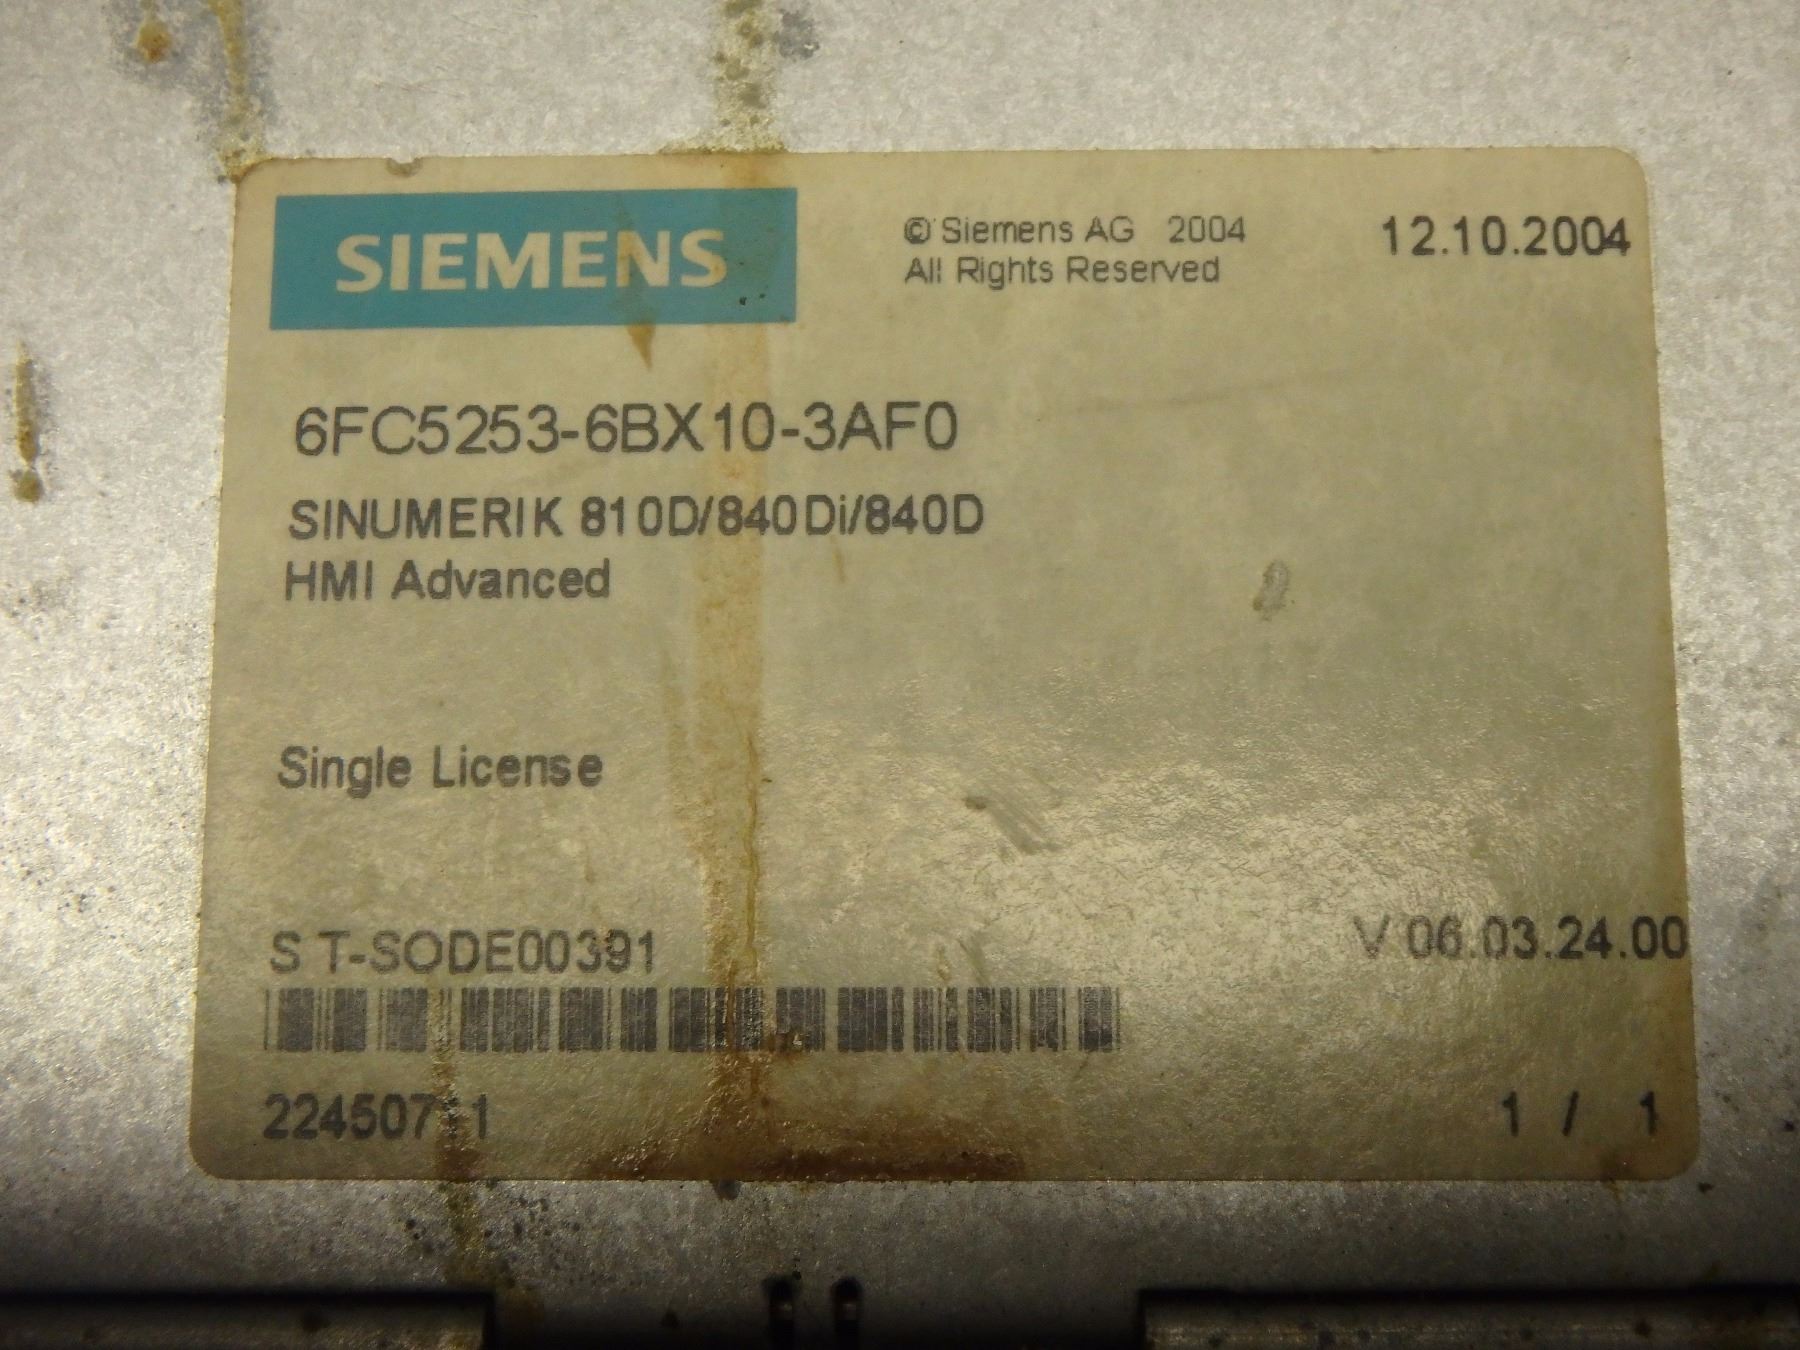 SIEMENS
© Siemens AG 2004
All Rights Reserved
12.10.2004
6FC5253-6BX10-3AF0
SINUMERIK 810D/840Di/840D
HMI Advanced
Single License
S T-SODE00391
V 06.03.24.00
1 / 1